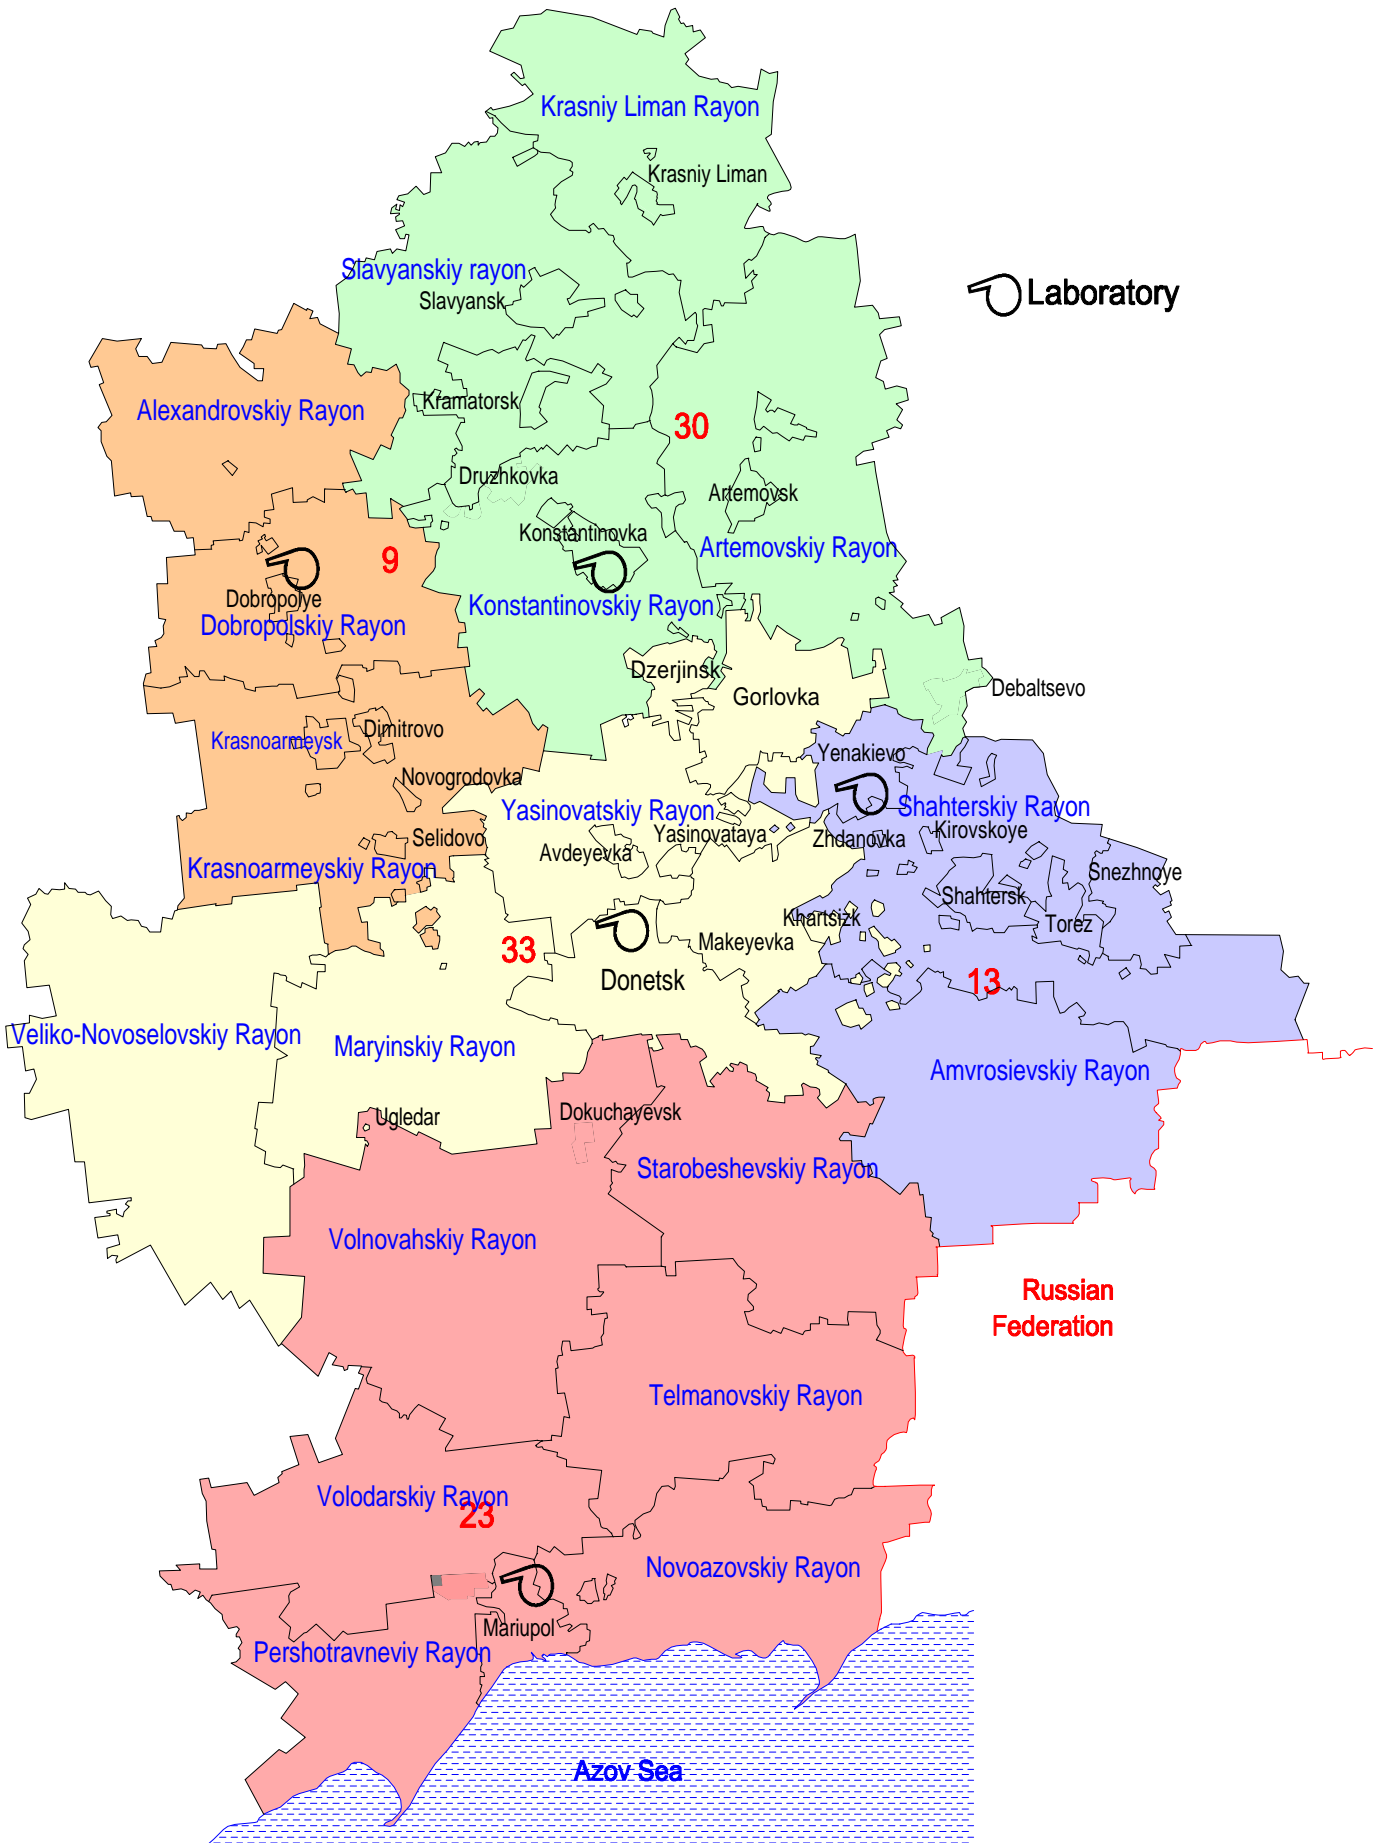 Krasniy Liman Rayon
Krasniy Liman
Slavyanskiy rayon
Slavyansk
Laboratory
Alexandrovskiy Rayon
Kramatorsk
30
Druzhkovka
Artemovsk
Konstantinovka
Artemovskiy Rayon
9
Dobropolye
Konstantinovskiy Rayon
Dobropolskiy Rayon
Dzerjinsk
Gorlovka
Debaltsevo
Dimitrovo
Krasnoarmeysk
Yenakievo
Novogrodovka
Yasinovatskiy Rayon
Shahterskiy Rayon
Selidovo
Yasinovataya
Zhdanovka
Kirovskoye
Avdeyevka
Krasnoarmeyskiy Rayon
Snezhnoye
Shahtersk
Khartsizk
Torez
33
Makeyevka
Donetsk
13
Veliko-Novoselovskiy Rayon
Maryinskiy Rayon
Amvrosievskiy Rayon
Ugledar
Dokuchayevsk
Starobeshevskiy Rayon
Volnovahskiy Rayon
Russian
Federation
Telmanovskiy Rayon
Volodarskiy Rayon
23
Novoazovskiy Rayon
Mariupol
Pershotravneviy Rayon
Azov Sea